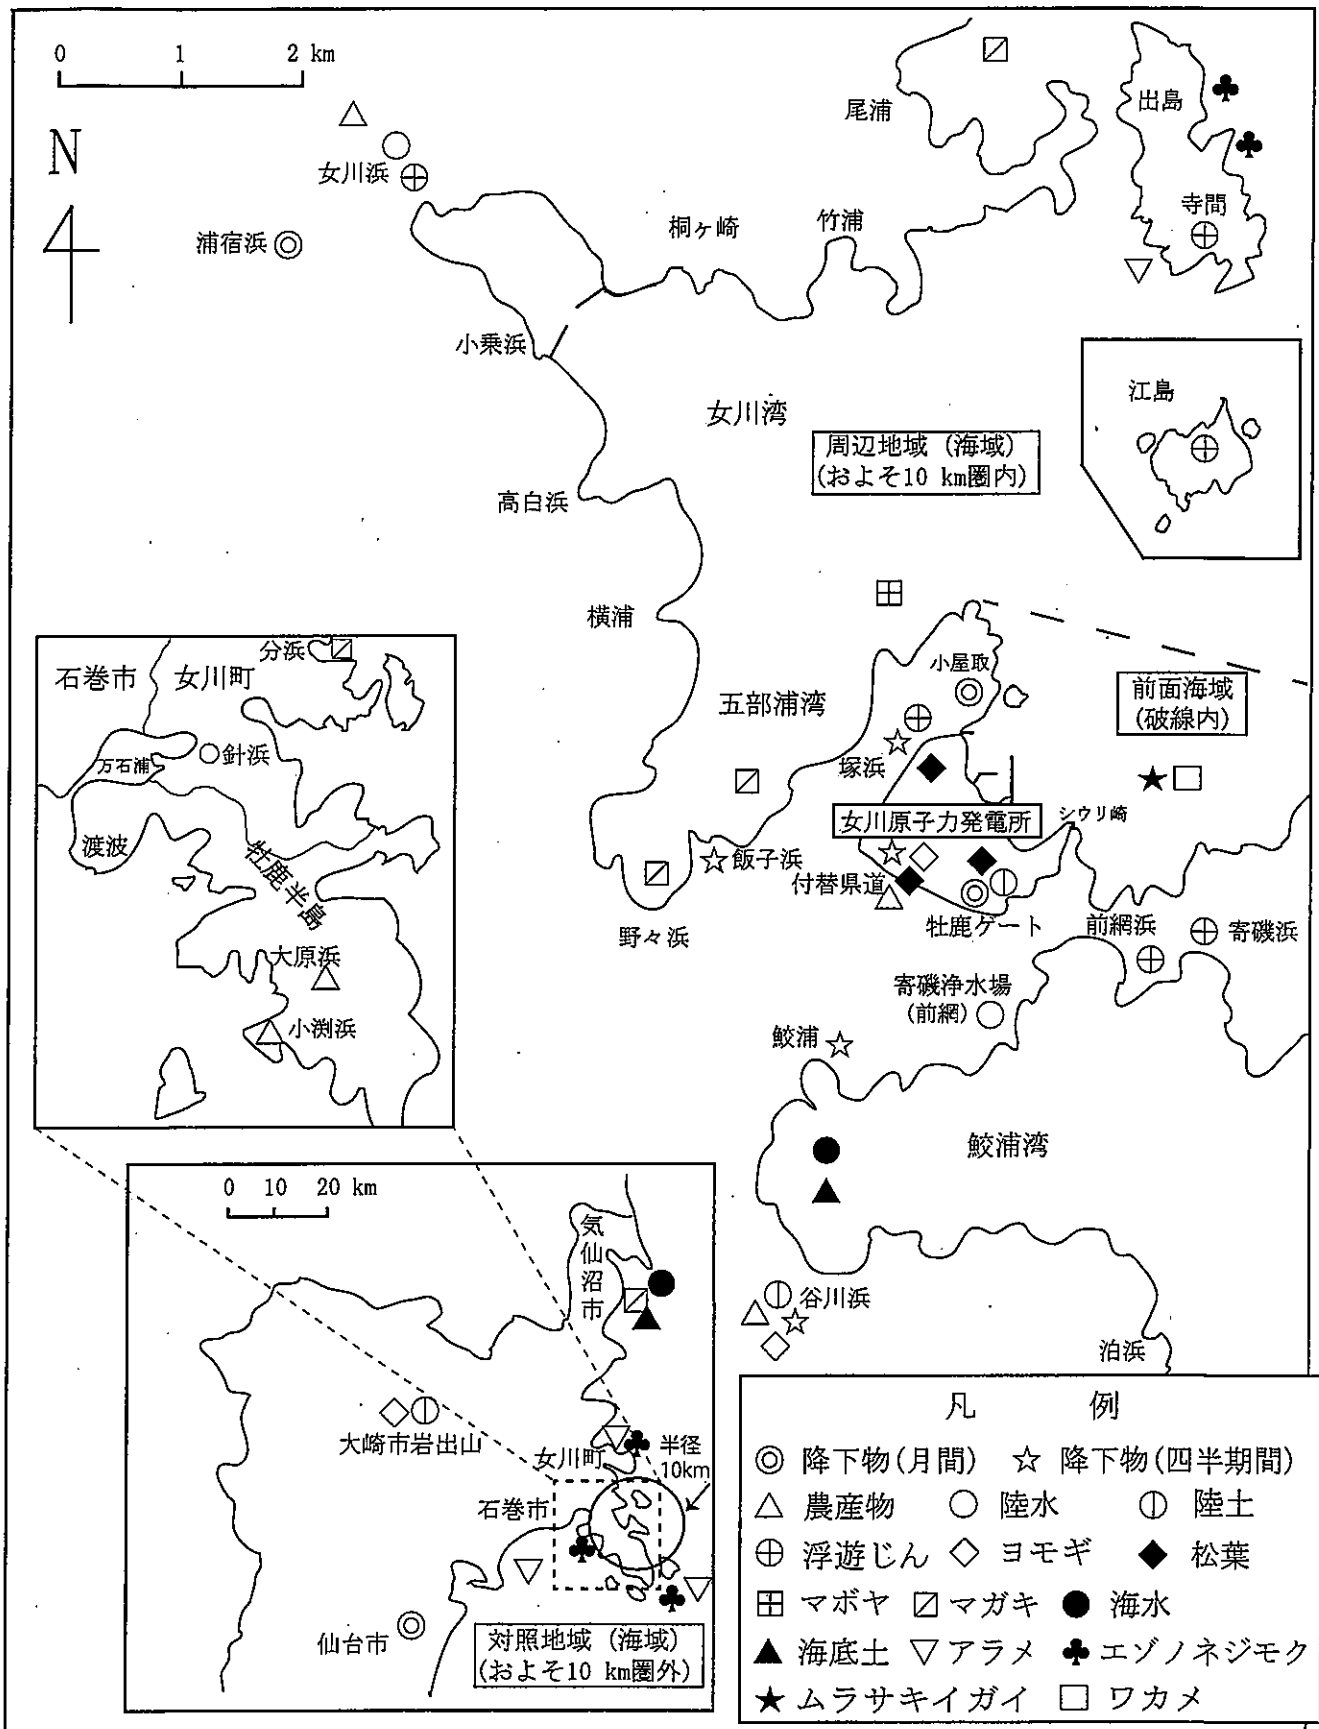 0 1 2 km
N
尾浦
出島
女川浜
寺間
浦宿浜
桐ヶ崎
竹浦
小乗浜
江島
女川湾
周辺地域（海域）
(およそ10 km圏内)
高白浜
横浦
小屋取
五部浦湾
前面海域
(破線内)
塚浜
女川原子力発電所
シウリ崎
飯子浜
付替県道
野々浜
牡鹿ゲート
前網浜
寄磯浜
寄磯浄水場
(前網)
鮫浦
鮫浦湾
谷川浜
泊浜
分浜
石巻市
女川町
万石浦
針浜
渡波
牡鹿半島
大原浜
小渕浜
0 10 20 km
気仙沼市
大崎市岩出山
女川町
半径
10km
石巻市
仙台市
対照地域（海域）
(およそ10 km圏外)
凡 例
◎ 降下物(月間) ☆ 降下物(四半期間)
△ 農産物 ○ 陸水 ⦶ 陸土
⊕ 浮遊じん ◇ ヨモギ ◆ 松葉
⊞ マボヤ ⍁ マガキ ● 海水
▲ 海底土 ▽ アラメ ♣ エゾノネジモク
★ ムラサキイガイ □ ワカメ